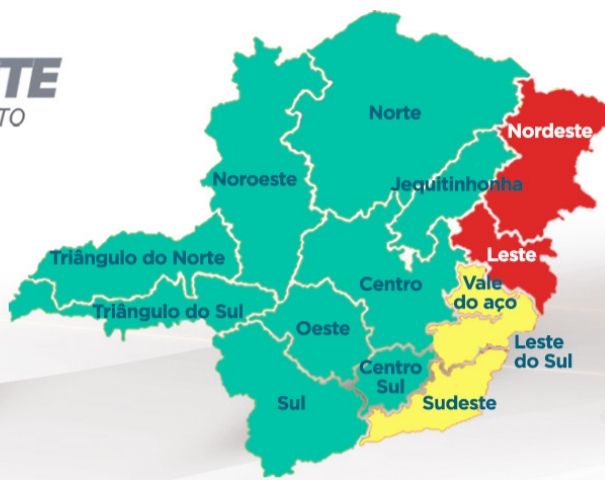 TTE
TO
Norte
Nordeste
Noroeste
Jequitinhonha
Triângulo do Norte
Leste
Centro
Vale
do aço
Triângulo do Sul
Oeste
Leste
do Sul
Centro
Sul
Sul
Sudeste